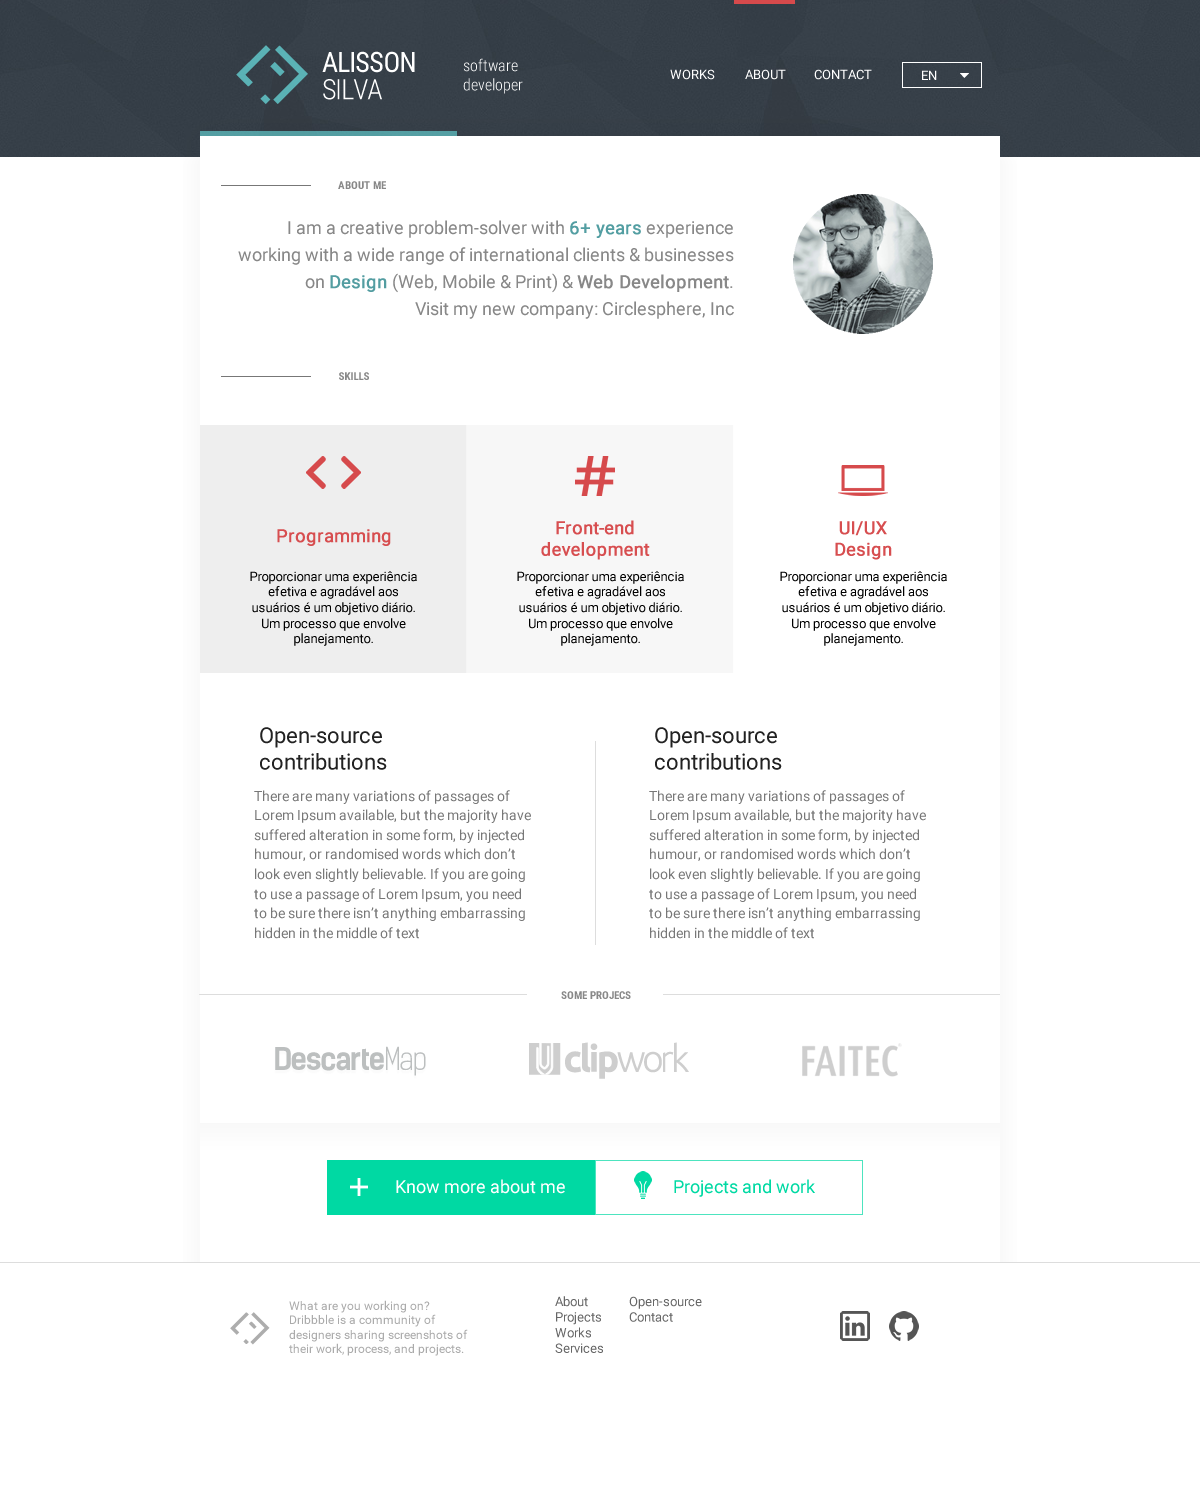 ALISSON
SILVA
software
developer
WORKS
ABOUT
CONTACT
EN
ABOUT ME
I am a creative problem-solver with 6+ years experience
working with a wide range of international clients & businesses
on Design (Web, Mobile & Print) & Web Development.
Visit my new company: Circlesphere, Inc
SKILLS
Programming
Proporcionar uma experiência
efetiva e agradável aos
usuários é um objetivo diário.
Um processo que envolve
planejamento.
Front-end
development
Proporcionar uma experiência
efetiva e agradável aos
usuários é um objetivo diário.
Um processo que envolve
planejamento.
UI/UX
Design
Proporcionar uma experiência
efetiva e agradável aos
usuários é um objetivo diário.
Um processo que envolve
planejamento.
Open-source
contributions
There are many variations of passages of
Lorem Ipsum available, but the majority have
suffered alteration in some form, by injected
humour, or randomised words which don’t
look even slightly believable. If you are going
to use a passage of Lorem Ipsum, you need
to be sure there isn’t anything embarrassing
hidden in the middle of text
Open-source
contributions
There are many variations of passages of
Lorem Ipsum available, but the majority have
suffered alteration in some form, by injected
humour, or randomised words which don’t
look even slightly believable. If you are going
to use a passage of Lorem Ipsum, you need
to be sure there isn’t anything embarrassing
hidden in the middle of text
SOME PROJECS
DescarteMap
clipwork
FAITEC
Know more about me
Projects and work
What are you working on?
Dribbble is a community of
designers sharing screenshots of
their work, process, and projects.
About
Projects
Works
Services
Open-source
Contact
in